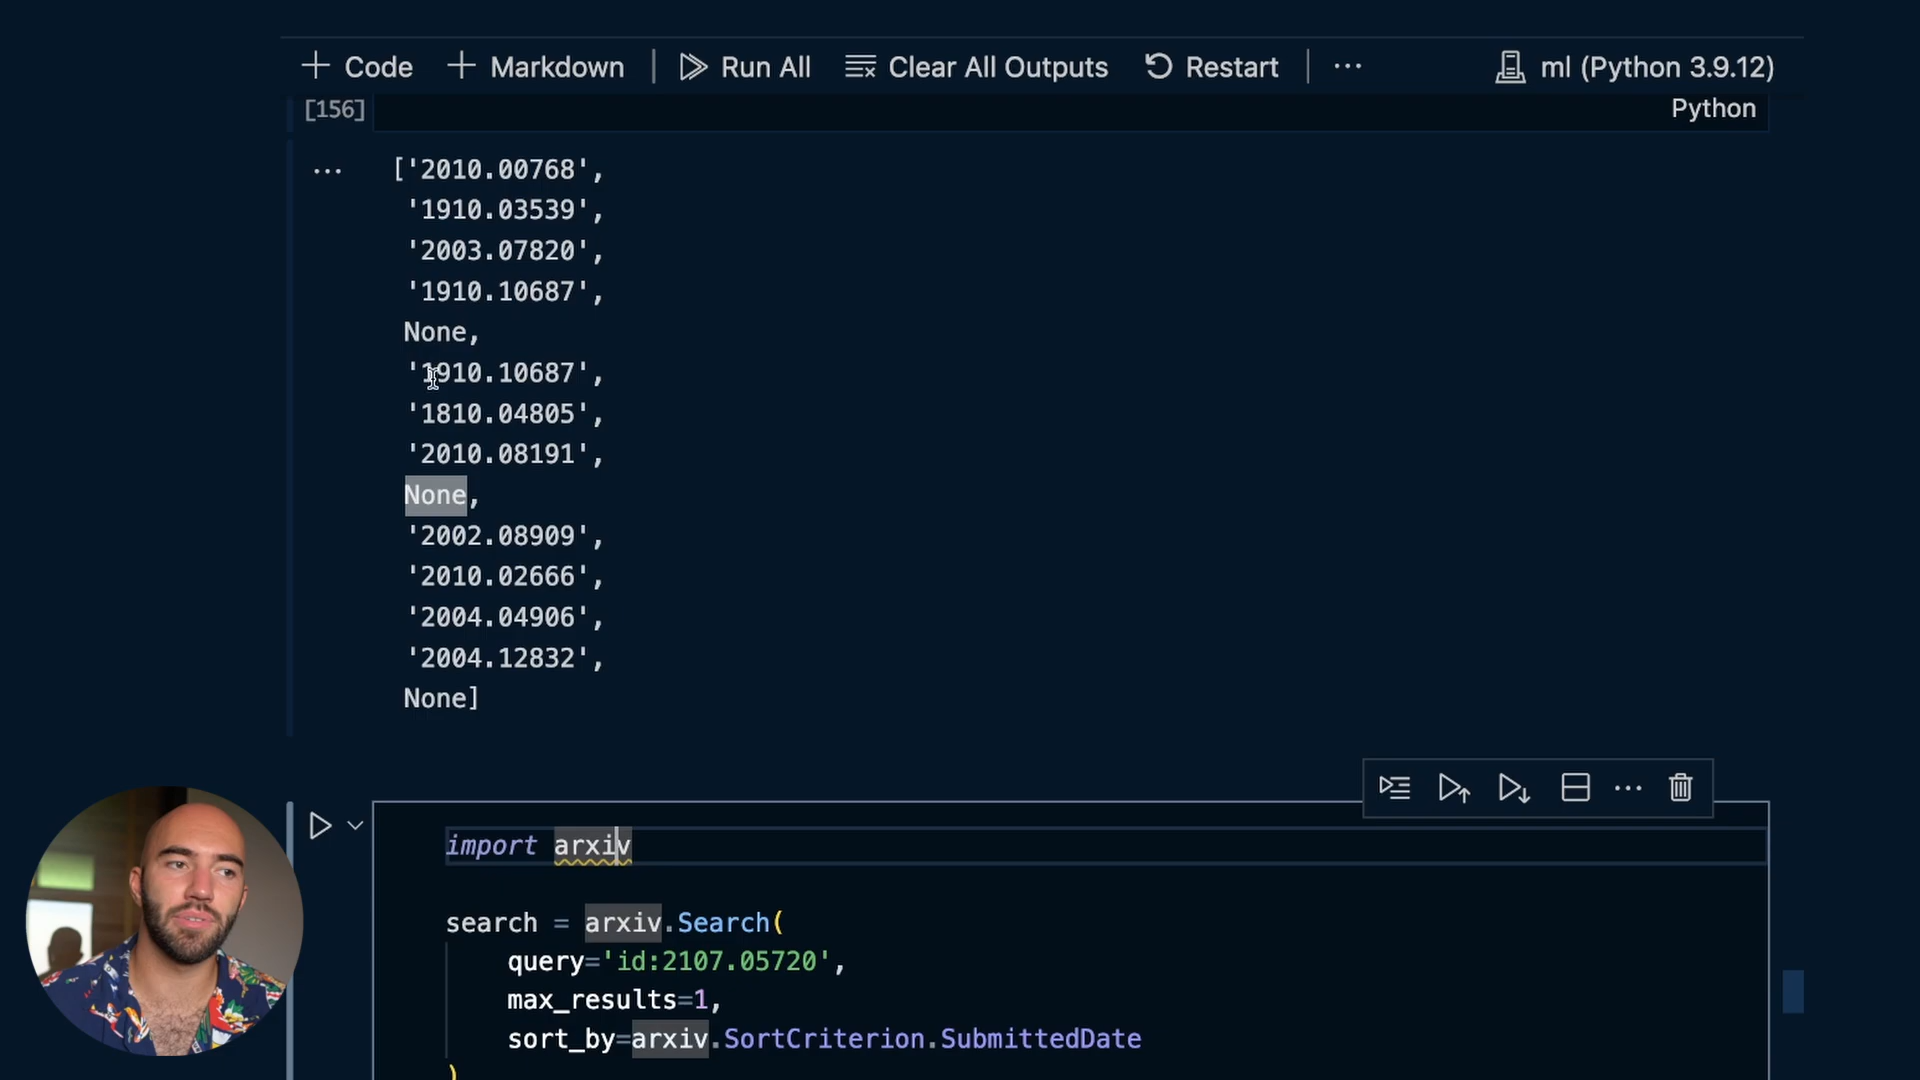 Code Markdown Run All Clear All Outputs Restart ... ml (Python 3.9.12)
[156] Python
... ['2010.00768',
'1910.03539',
'2003.07820',
'1910.10687',
None,
'1910.10687',
'1810.04805',
'2010.08191',
None,
'2002.08909',
'2010.02666',
'2004.04906',
'2004.12832',
None]
...
import arxiv
search = arxiv.Search(
query='id:2107.05720',
max_results=1,
sort_by=arxiv.SortCriterion.SubmittedDate
)